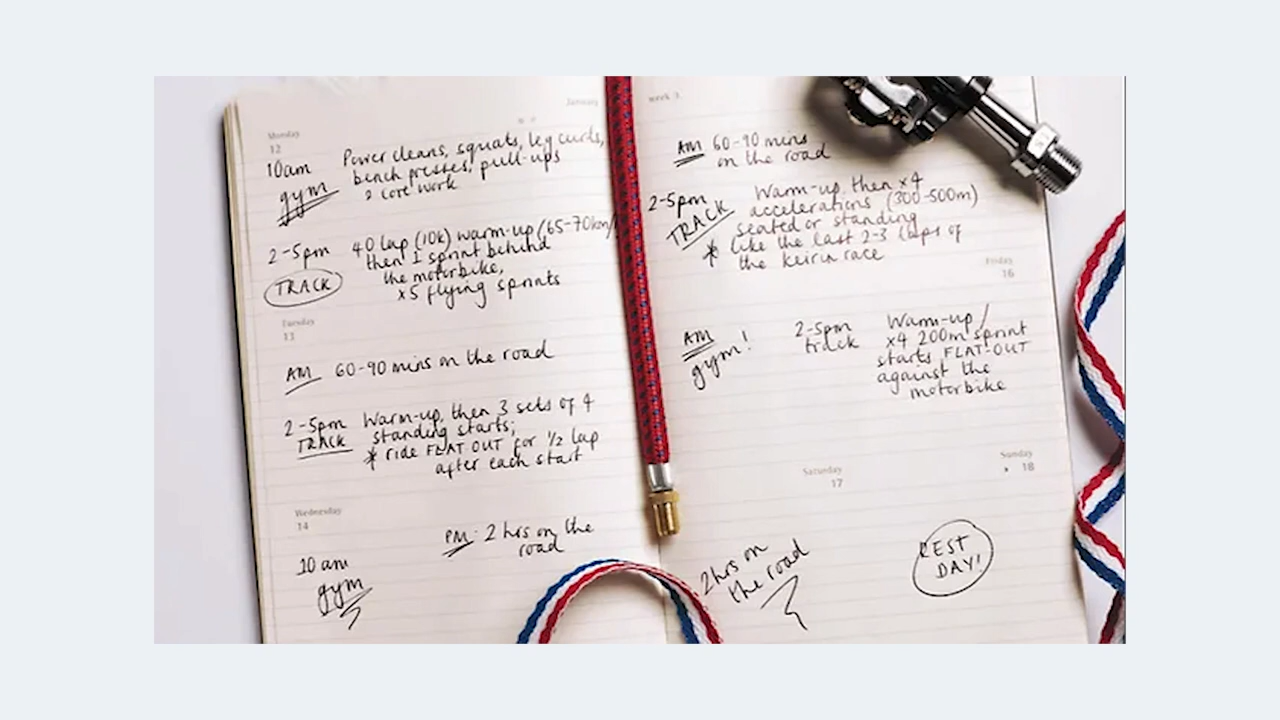 January
Monday
12
10am
gym
Power cleans, squats, leg curls,
bench presses, pull-ups
& core work
2-5pm
TRACK
40 lap (10k) warm-up (65-70km/
then 1 sprint behind
the motorbike,
x5 flying sprints
Tuesday
13
AM 60-90 mins on the road
2-5pm
TRACK
Warm-up, then 3 sets of 4
standing starts;
* ride FLAT OUT for 1/2 lap
after each start
Wednesday
14
10am
gym
PM: 2 hrs on the
road
week 3
AM 60-90 mins
on the road
2-5pm
TRACK
Warm-up, then x4
accelerations (300-500m)
seated or standing
* like the last 2-3 laps of
the keirin race
Friday
16
AM
gym!
2-5pm
track
Warm-up/
x4 200m sprint
starts FLAT-OUT
against the
motorbike
Saturday
17
2hrs on
the road
Sunday
18
REST
DAY!